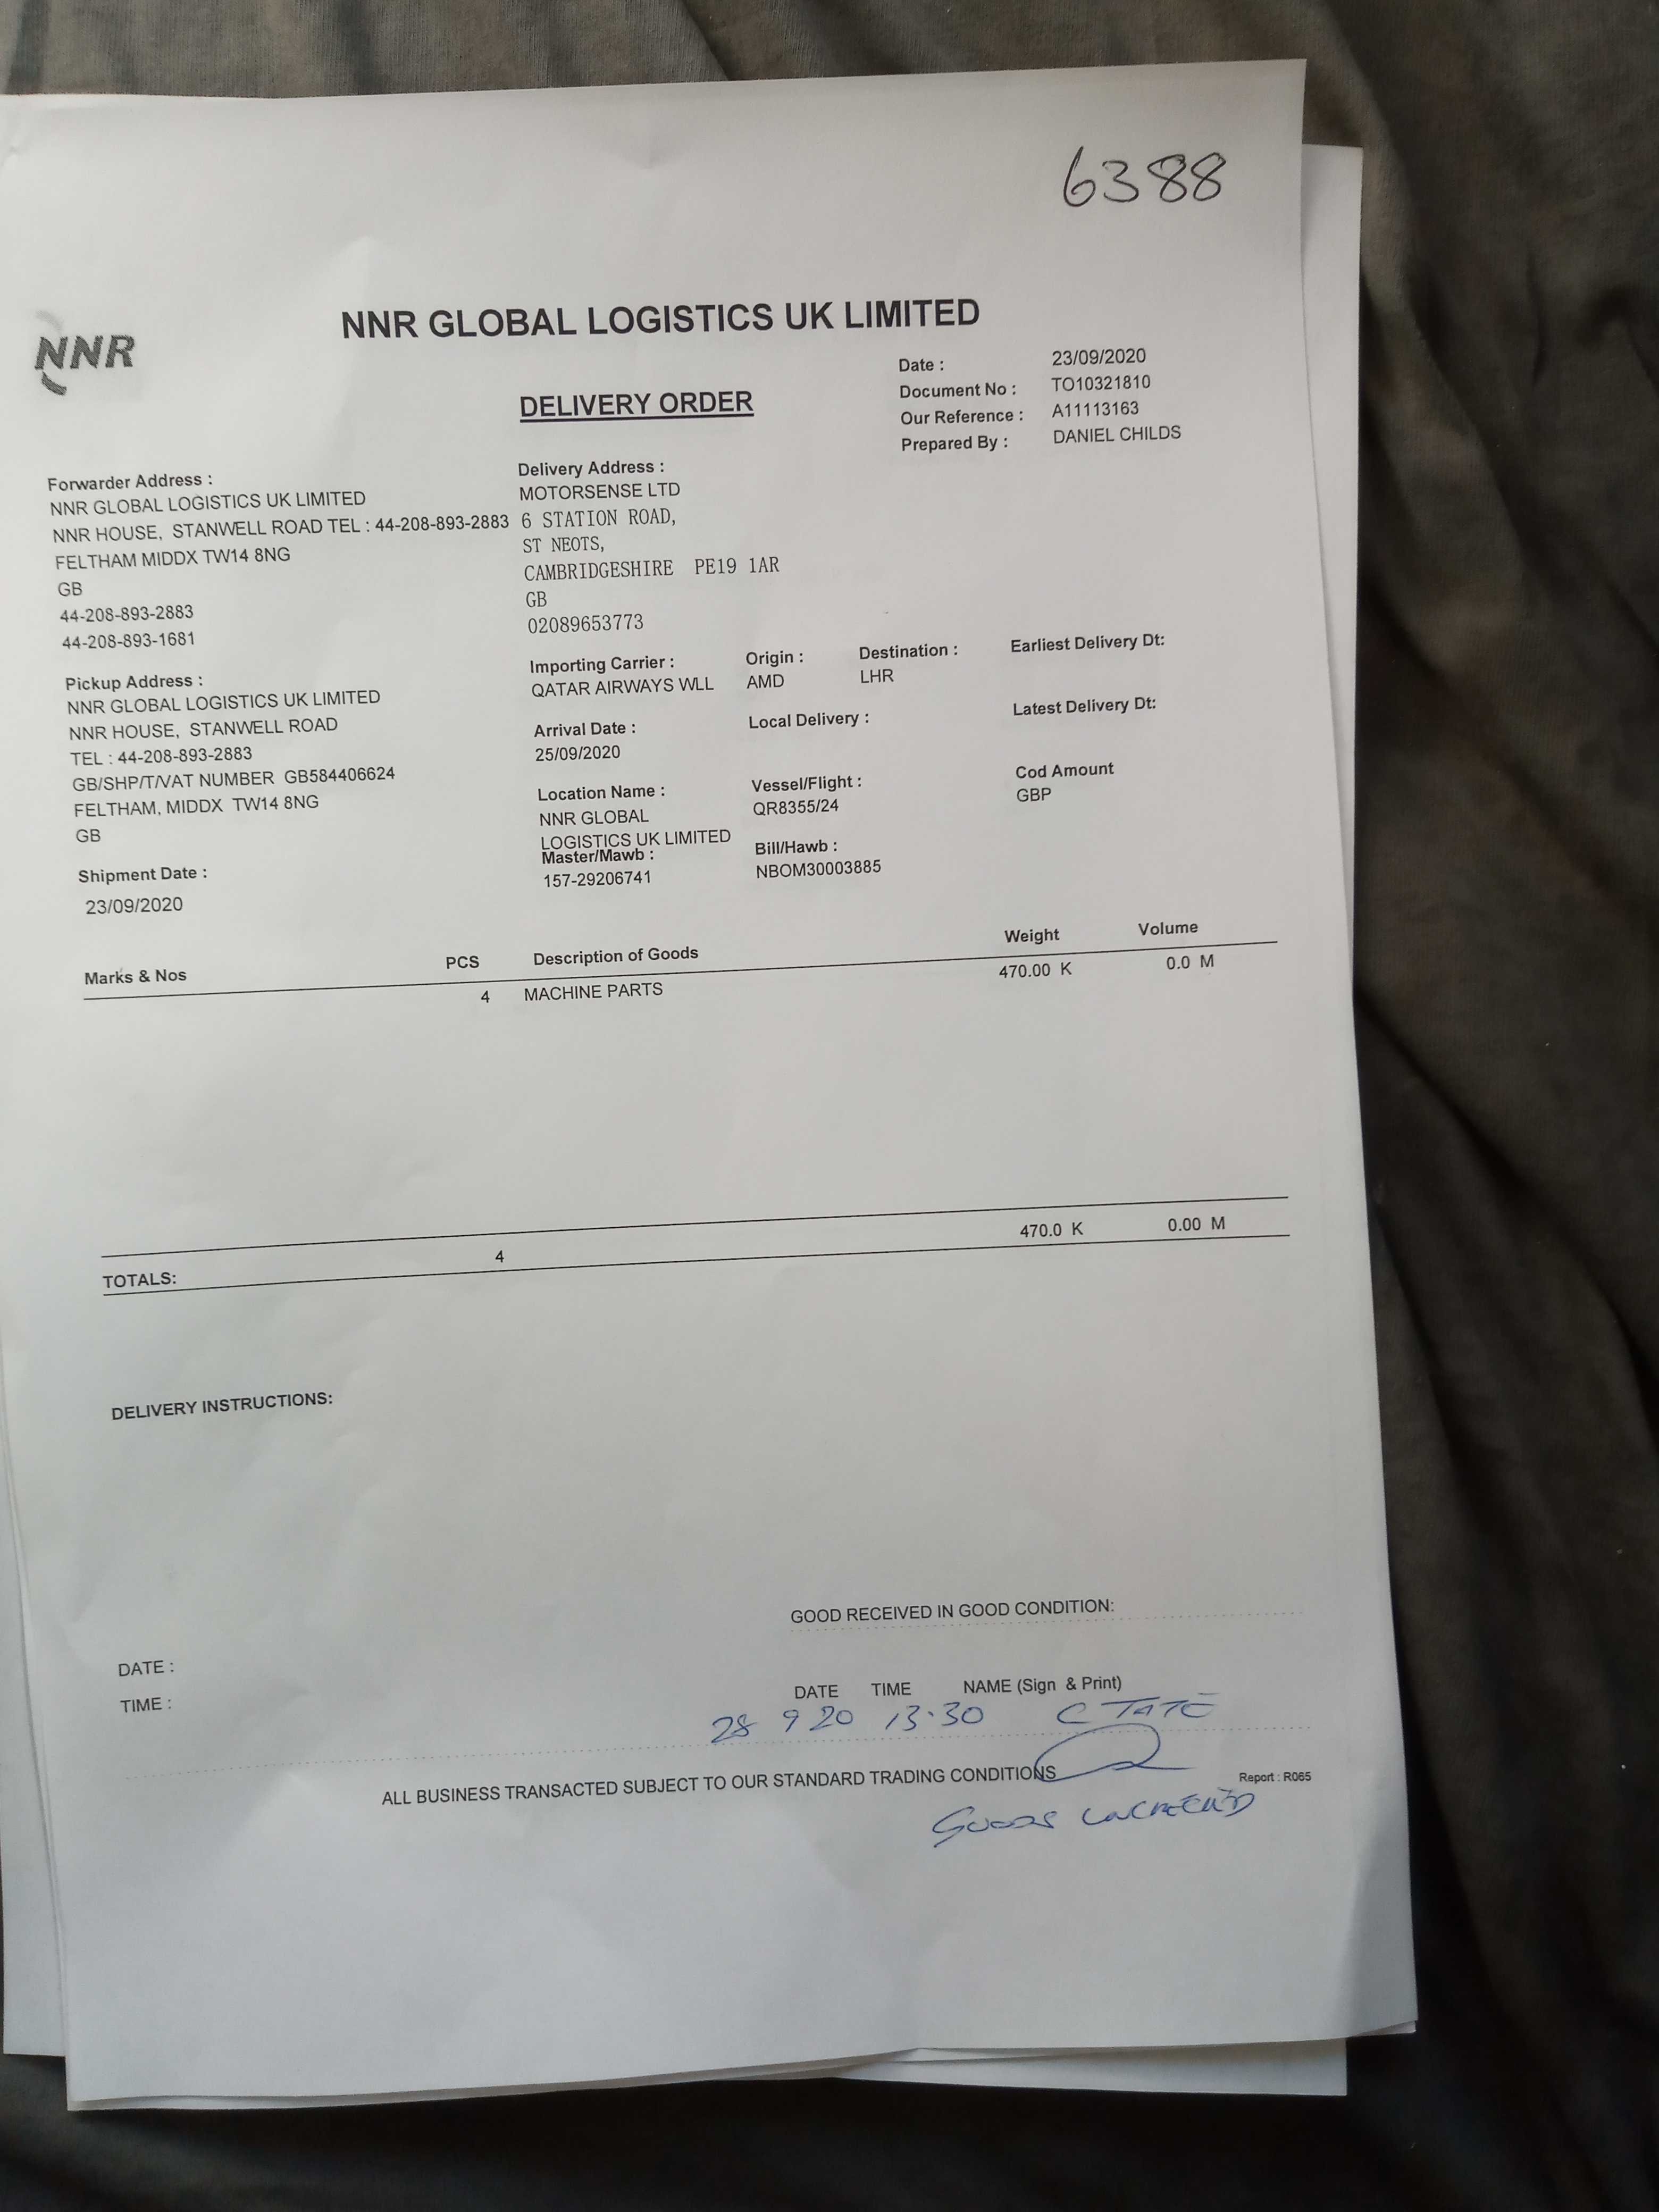 6388
NNR
NNR GLOBAL LOGISTICS UK LIMITED
DELIVERY ORDER
Date : 23/09/2020
Document No : TO10321810
Our Reference : A11113163
Prepared By : DANIEL CHILDS
Forwarder Address :
NNR GLOBAL LOGISTICS UK LIMITED
NNR HOUSE, STANWELL ROAD TEL : 44-208-893-2883
FELTHAM MIDDX TW14 8NG
GB
44-208-893-2883
44-208-893-1681
Delivery Address :
MOTORSENSE LTD
6 STATION ROAD,
ST NEOTS,
CAMBRIDGESHIRE PE19 1AR
GB
02089653773
Pickup Address :
NNR GLOBAL LOGISTICS UK LIMITED
NNR HOUSE, STANWELL ROAD
TEL : 44-208-893-2883
GB/SHP/T/VAT NUMBER GB584406624
FELTHAM, MIDDX TW14 8NG
GB
Shipment Date :
23/09/2020
Importing Carrier : Origin : Destination : Earliest Delivery Dt:
QATAR AIRWAYS WLL AMD LHR
Arrival Date : Local Delivery : Latest Delivery Dt:
25/09/2020
Location Name : Vessel/Flight : Cod Amount
NNR GLOBAL QR8355/24 GBP
LOGISTICS UK LIMITED
Master/Mawb : Bill/Hawb :
157-29206741 NBOM30003885
Marks & Nos PCS Description of Goods Weight Volume
4 MACHINE PARTS 470.00 K 0.0 M
TOTALS: 4 470.0 K 0.00 M
DELIVERY INSTRUCTIONS:
GOOD RECEIVED IN GOOD CONDITION:
DATE :
TIME :
DATE TIME NAME (Sign & Print)
28 9 20 13·30 C TATE
ALL BUSINESS TRANSACTED SUBJECT TO OUR STANDARD TRADING CONDITIONS
Report : R065
GOODS